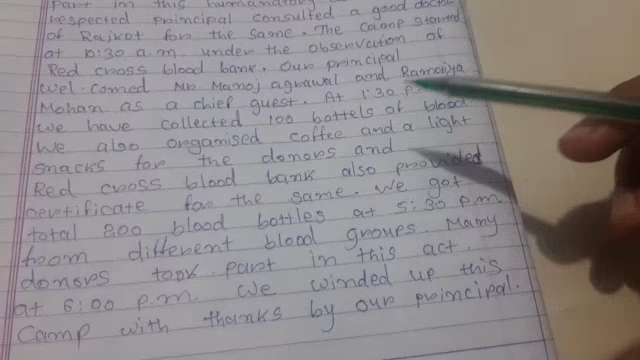 part in this humanitary
respected principal consulted a good doctor
of Rajkot for the same. The camp started
at 10:30 a.m. under the observation of
Red cross blood bank. Our principal
wel-comed Mr. Manoj agrawal and Ramaiya
Mohan as a chief guest. At 1:30 p
we have collected 100 bottels of blood
We also organised coffee and a light
snacks for the donors and
Red cross blood bank also provided
certificate for the same. We got
total 200 blood bottles at 5:30 p.m.
from different blood groups. Many
donors took part in this act.
at 6:00 p.m. We winded up this
camp with thanks by our principal.